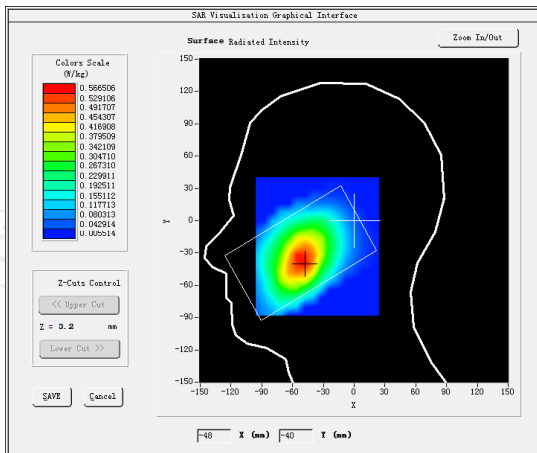 SAR Visualisation Graphical Interface
Surface Radiated Intensity
Zoom In/Out
Colors Scale
(W/kg)
0.566506
0.529106
0.491707
0.454307
0.416908
0.379509
0.342109
0.304710
0.267310
0.229911
0.192511
0.155112
0.117713
0.080313
0.042914
0.005514
Z-Cuts Control
<< Upper Cut
Z = 0.2 mm
Lower Cut >>
SAVE
Cancel
150
120
90
60
30
0
-30
-60
-90
-120
-150
Y
-150 -120 -90 -60 -30 0 30 60 90 120 150
X
-48 X (mm) -40 Y (mm)